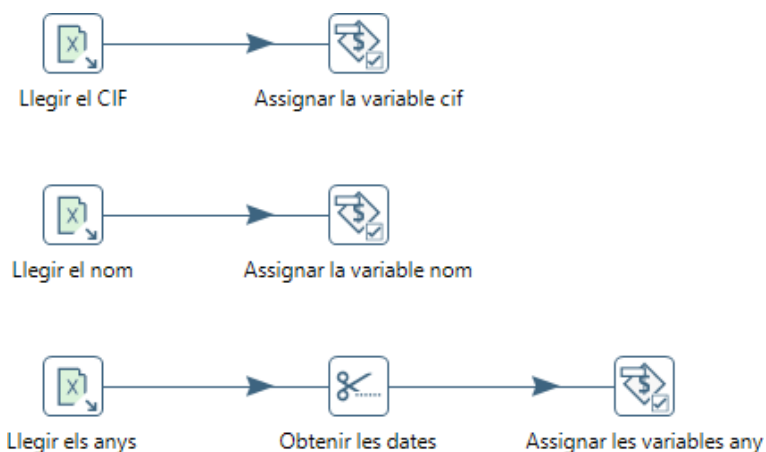 Llegir el CIF
Assignar la variable cif
Llegir el nom
Assignar la variable nom
Llegir els anys
Obtenir les dates
Assignar les variables any